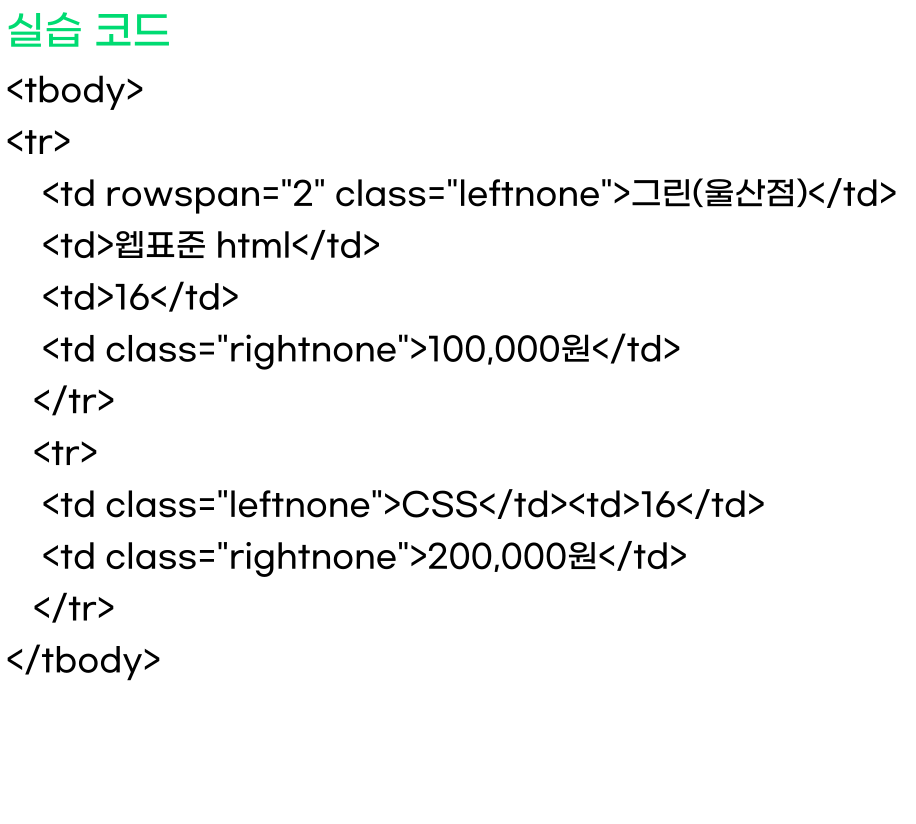 실습 코드
<tbody>
<tr>
<td rowspan="2" class="leftnone">그린(울산점)</td>
<td>웹표준 html</td>
<td>16</td>
<td class="rightnone">100,000원</td>
</tr>
<tr>
<td class="leftnone">CSS</td><td>16</td>
<td class="rightnone">200,000원</td>
</tr>
</tbody>